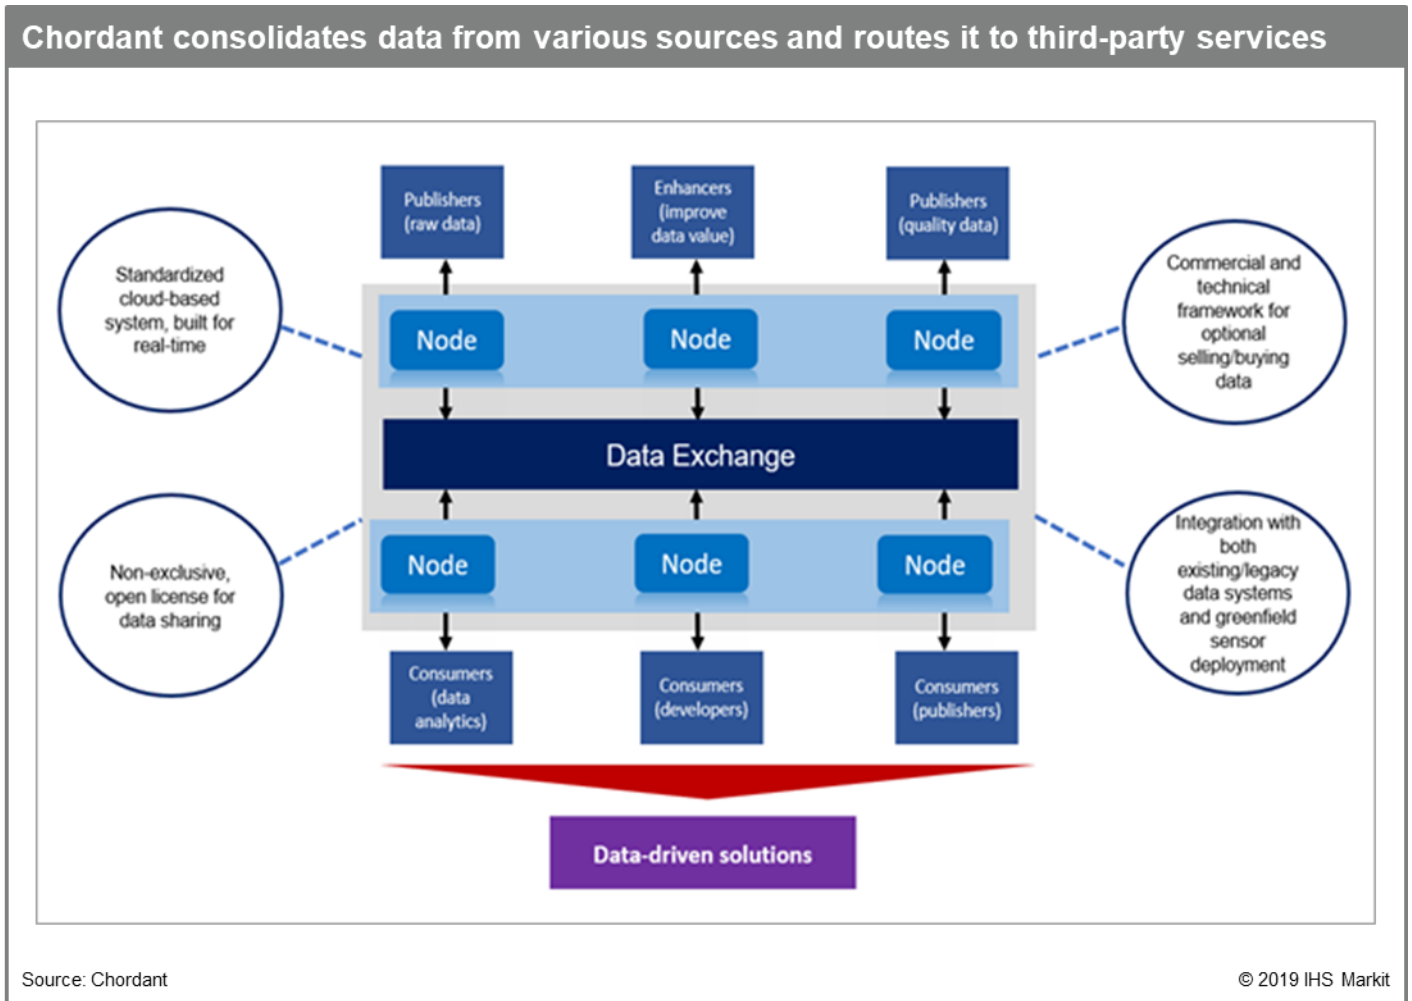 Chordant consolidates data from various sources and routes it to third-party services
Publishers
(raw data)
Enhancers
(improve
data value)
Publishers
(quality data)
Standardized
cloud-based
system, built for
real-time
Commercial and
technical
framework for
optional
selling/buying
data
Node
Node
Node
Data Exchange
Node
Node
Node
Non-exclusive,
open license for
data sharing
Integration with
both
existing/legacy
data systems
and greenfield
sensor
deployment
Consumers
(data
analytics)
Consumers
(developers)
Consumers
(publishers)
Data-driven solutions
Source: Chordant
© 2019 IHS Markit